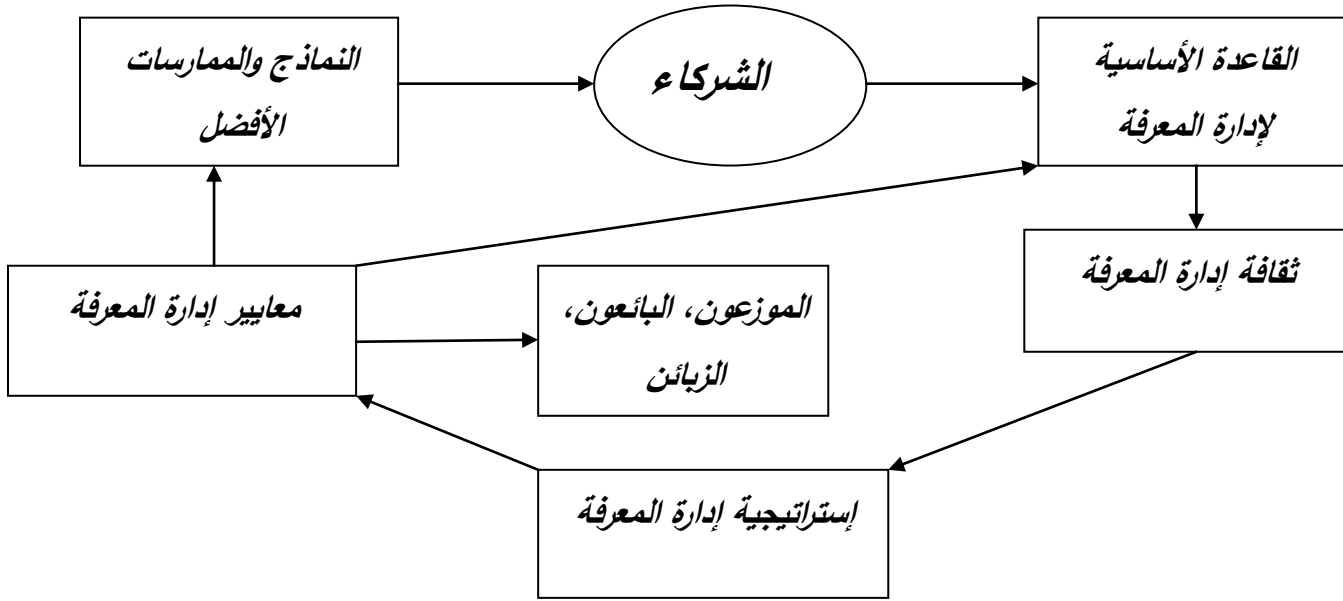 القاعدة الأساسية
لإدارة المعرفة
الشركاء
النماذج والممارسات
الأفضل
ثقافة إدارة المعرفة
الموزعون، البائعون،
الزبائن
معايير إدارة المعرفة
إستراتيجية إدارة المعرفة